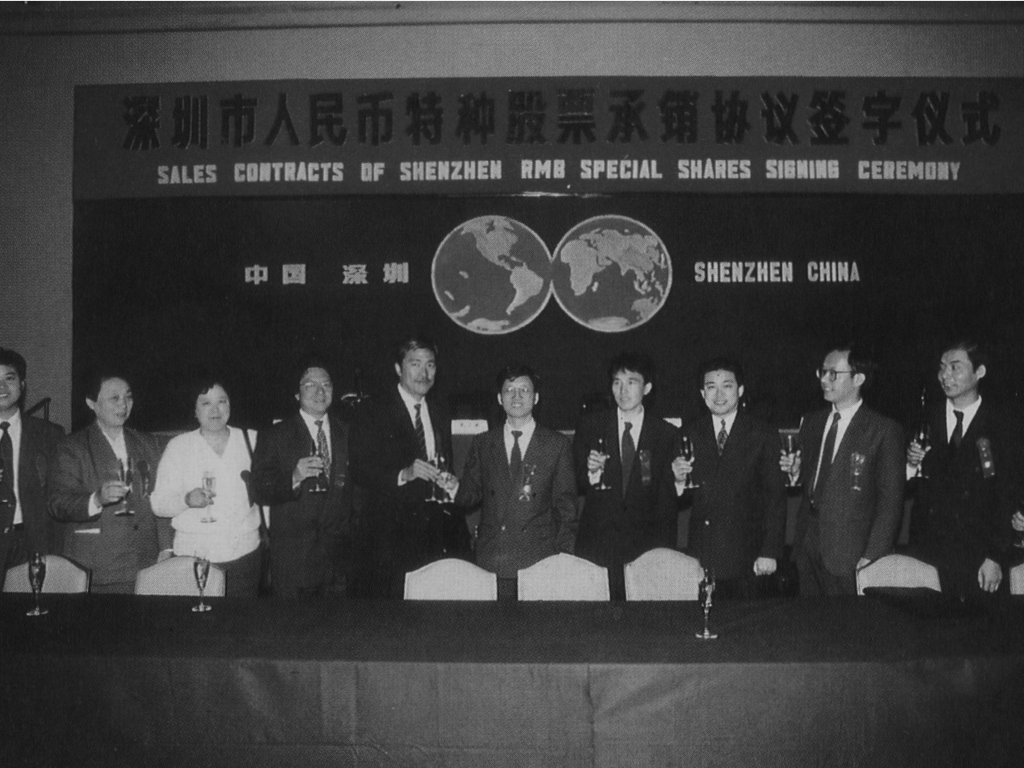 深圳市人民币特种股票承销协议签字仪式
SALES CONTRACTS OF SHENZHEN RMB SPECIAL SHARES SIGNING CEREMONY
中国 深圳 SHENZHEN CHINA